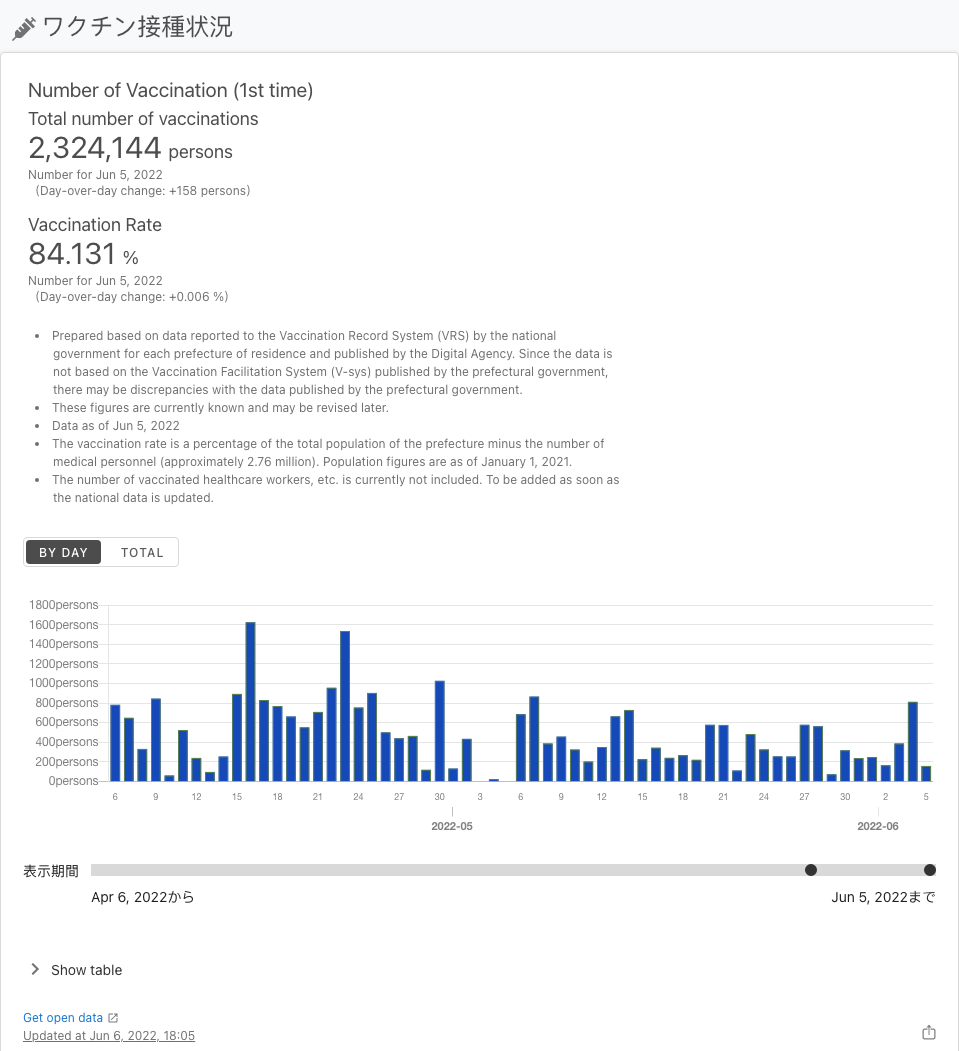 ワクチン接種状況
Number of Vaccination (1st time)
Total number of vaccinations
2,324,144 persons
Number for Jun 5, 2022
(Day-over-day change: +158 persons)
Vaccination Rate
84.131 %
Number for Jun 5, 2022
(Day-over-day change: +0.006 %)
• Prepared based on data reported to the Vaccination Record System (VRS) by the national
government for each prefecture of residence and published by the Digital Agency. Since the data is
not based on the Vaccination Facilitation System (V-sys) published by the prefectural government,
there may be discrepancies with the data published by the prefectural government.
• These figures are currently known and may be revised later.
• Data as of Jun 5, 2022
• The vaccination rate is a percentage of the total population of the prefecture minus the number of
medical personnel (approximately 2.76 million). Population figures are as of January 1, 2021.
• The number of vaccinated healthcare workers, etc. is currently not included. To be added as soon as
the national data is updated.
BY DAY TOTAL
1800persons
1600persons
1400persons
1200persons
1000persons
800persons
600persons
400persons
200persons
0persons
6 9 12 15 18 21 24 27 30 3 6 9 12 15 18 21 24 27 30 2 5
2022-05 2022-06
表示期間
Apr 6, 2022から Jun 5, 2022まで
Show table
Get open data
Updated at Jun 6, 2022, 18:05